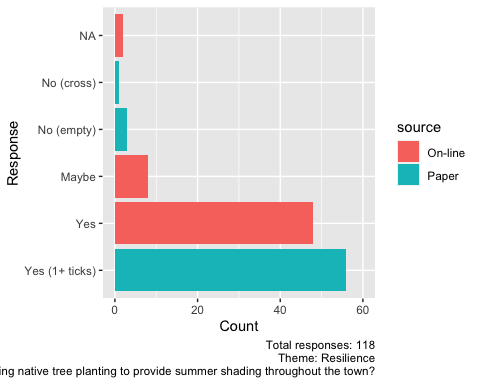 NA
No (cross)
No (empty)
Maybe
Yes
Yes (1+ ticks)
Response
0 20 40 60
Count
source
On-line
Paper
Total responses: 118
Theme: Resilience
ing native tree planting to provide summer shading throughout the town?